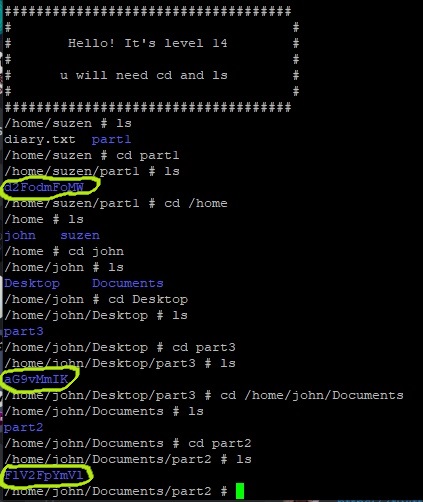 ###################################
#                                 #
#       Hello! It's level 14      #
#                                 #
#      u will need cd and ls      #
#                                 #
###################################
/home/suzen # ls
diary.txt  part1
/home/suzen # cd part1
/home/suzen/part1 # ls
d2FodmFoMW
/home/suzen/part1 # cd /home
/home # ls
john   suzen
/home # cd john
/home/john # ls
Desktop    Documents
/home/john # cd Desktop
/home/john/Desktop # ls
part3
/home/john/Desktop # cd part3
/home/john/Desktop/part3 # ls
aG9vMmIK
/home/john/Desktop/part3 # cd /home/john/Documents
/home/john/Documents # ls
part2
/home/john/Documents # cd part2
/home/john/Documents/part2 # ls
FlV2FpYmVl
/home/john/Documents/part2 #